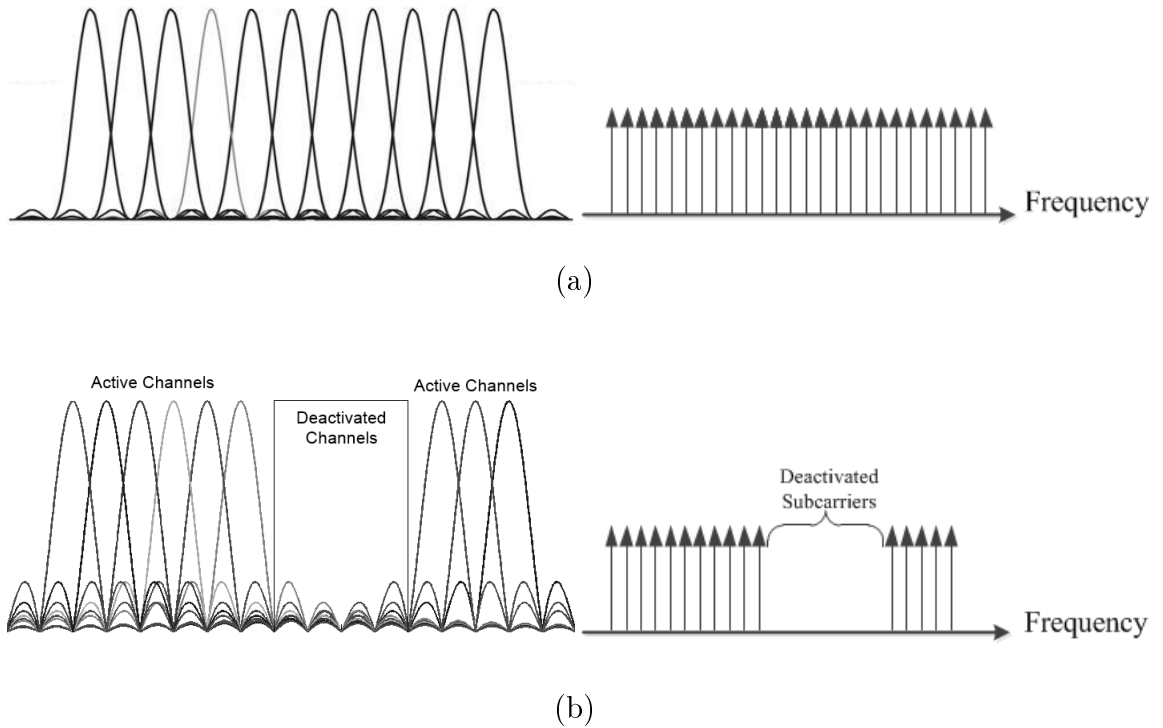 Frequency
(a)
Active Channels
Active Channels
Deactivated
Channels
Deactivated
Subcarriers
Frequency
(b)